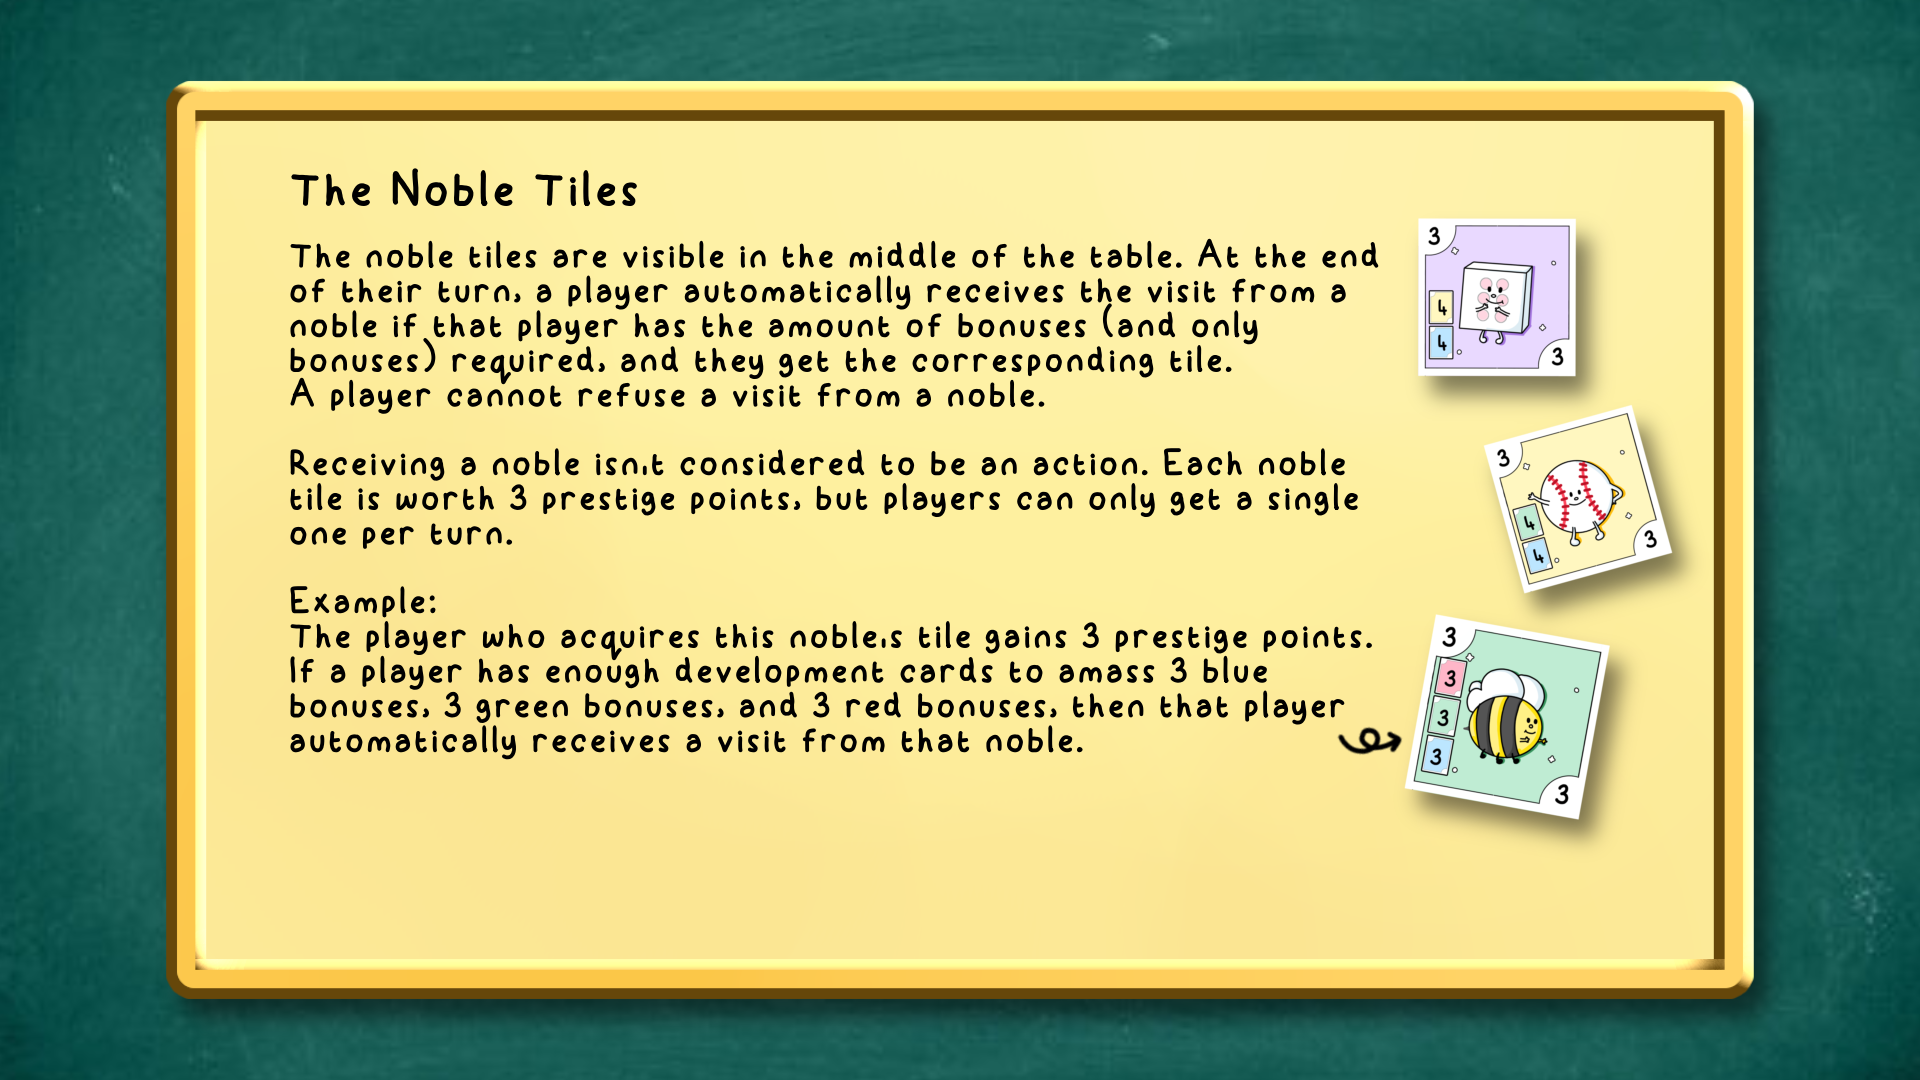 The Noble Tiles
The noble tiles are visible in the middle of the table. At the end
of their turn, a player automatically receives the visit from a
noble if that player has the amount of bonuses (and only
bonuses) required, and they get the corresponding tile.
A player cannot refuse a visit from a noble.
Receiving a noble isn,t considered to be an action. Each noble
tile is worth 3 prestige points, but players can only get a single
one per turn.
Example:
The player who acquires this noble,s tile gains 3 prestige points.
If a player has enough development cards to amass 3 blue
bonuses, 3 green bonuses, and 3 red bonuses, then that player
automatically receives a visit from that noble.
3
4
4
3
3
4
4
3
3
3
3
3
3